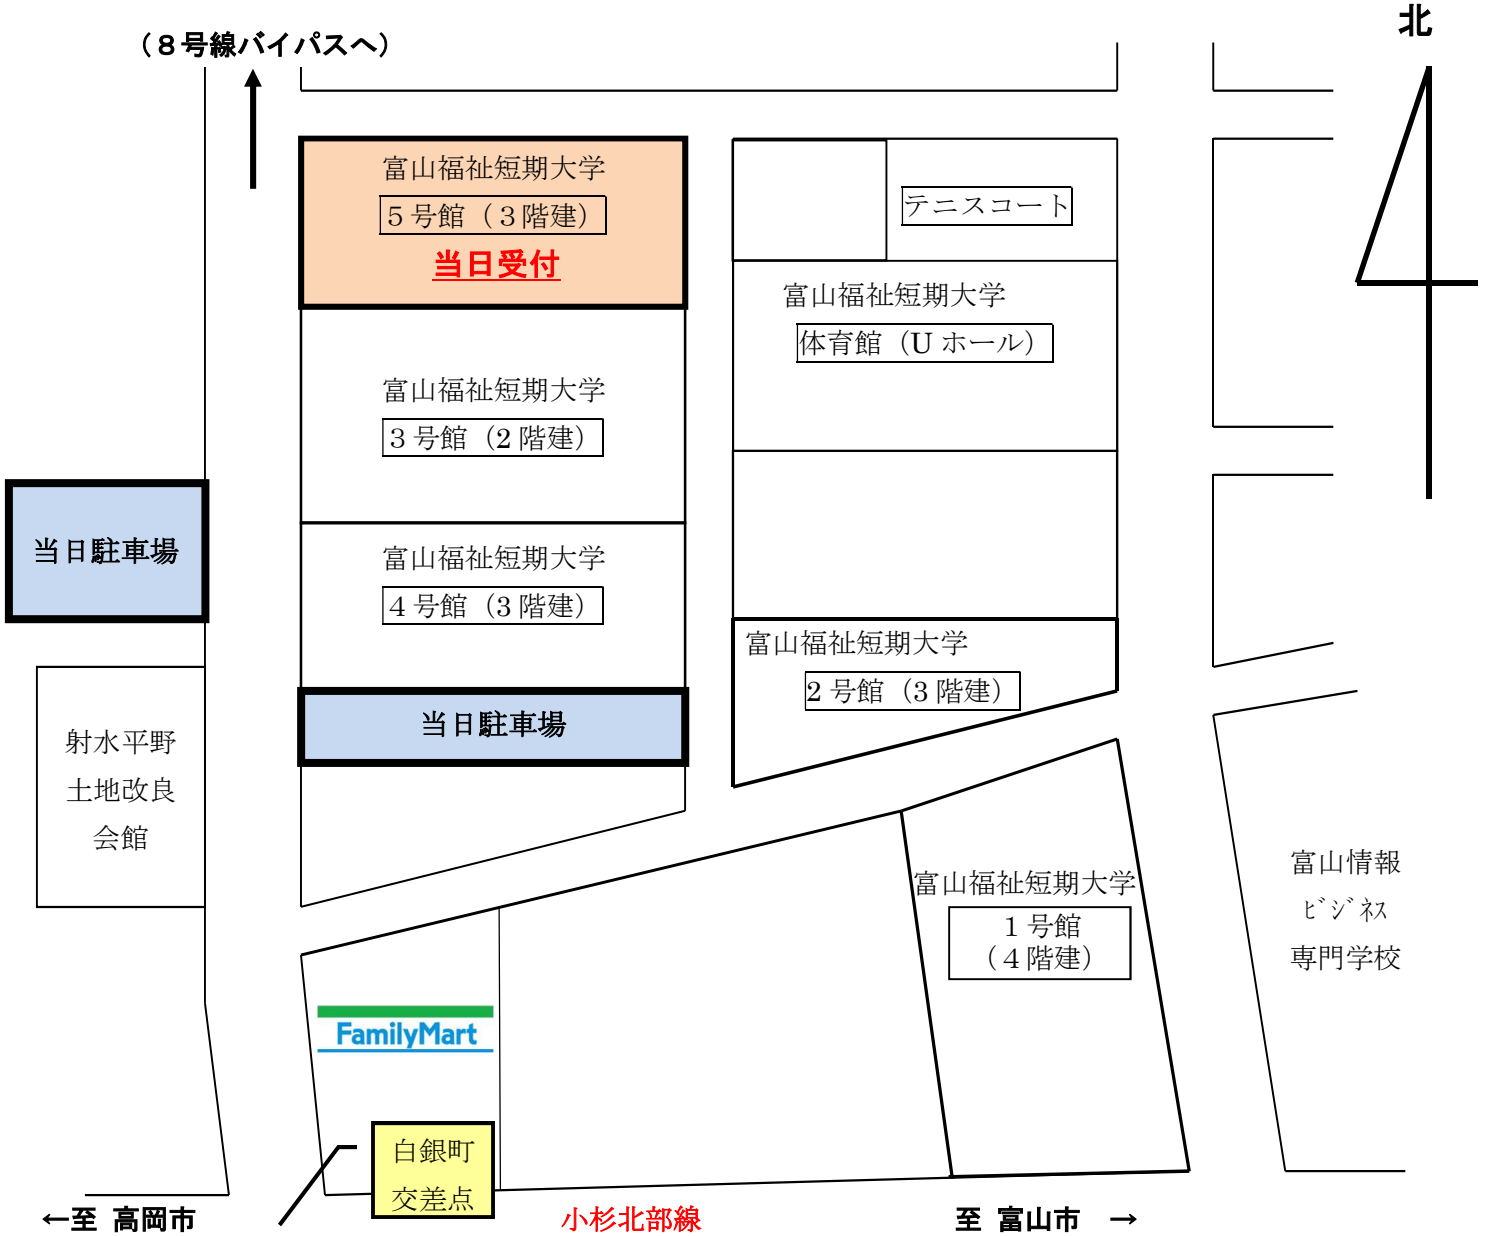 北
（８号線バイパスへ）
富山福祉短期大学
５号館（３階建）
当日受付
テニスコート
富山福祉短期大学
体育館（U ホール）
富山福祉短期大学
３号館（2 階建）
当日駐車場
富山福祉短期大学
４号館（3 階建）
富山福祉短期大学
2 号館（3 階建）
当日駐車場
射水平野
土地改良
会館
富山福祉短期大学
１号館
（４階建）
富山情報
ﾋﾞｼﾞﾈｽ
専門学校
FamilyMart
白銀町
交差点
←至 高岡市
小杉北部線
至 富山市 →